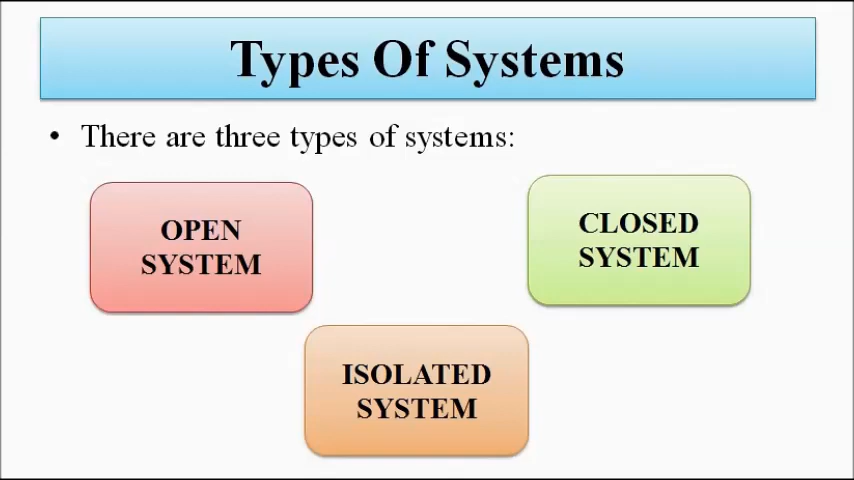 Types Of Systems
• There are three types of systems:
OPEN
SYSTEM
CLOSED
SYSTEM
ISOLATED
SYSTEM